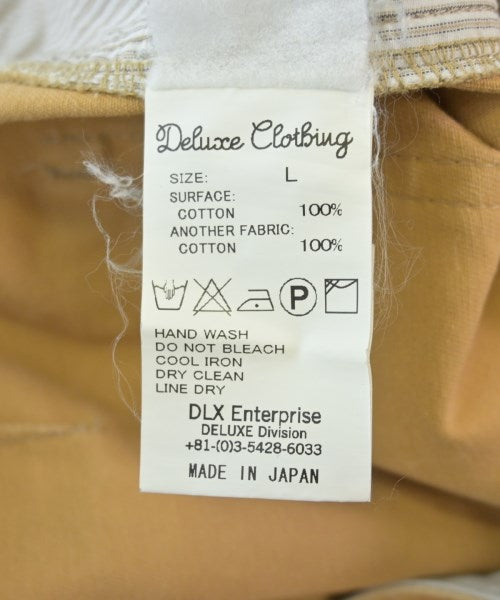 Deluxe Clothing
SIZE: L
SURFACE:
COTTON 100%
ANOTHER FABRIC:
COTTON 100%
P
HAND WASH
DO NOT BLEACH
COOL IRON
DRY CLEAN
LINE DRY
DLX Enterprise
DELUXE Division
+81-(0)3-5428-6033
MADE IN JAPAN